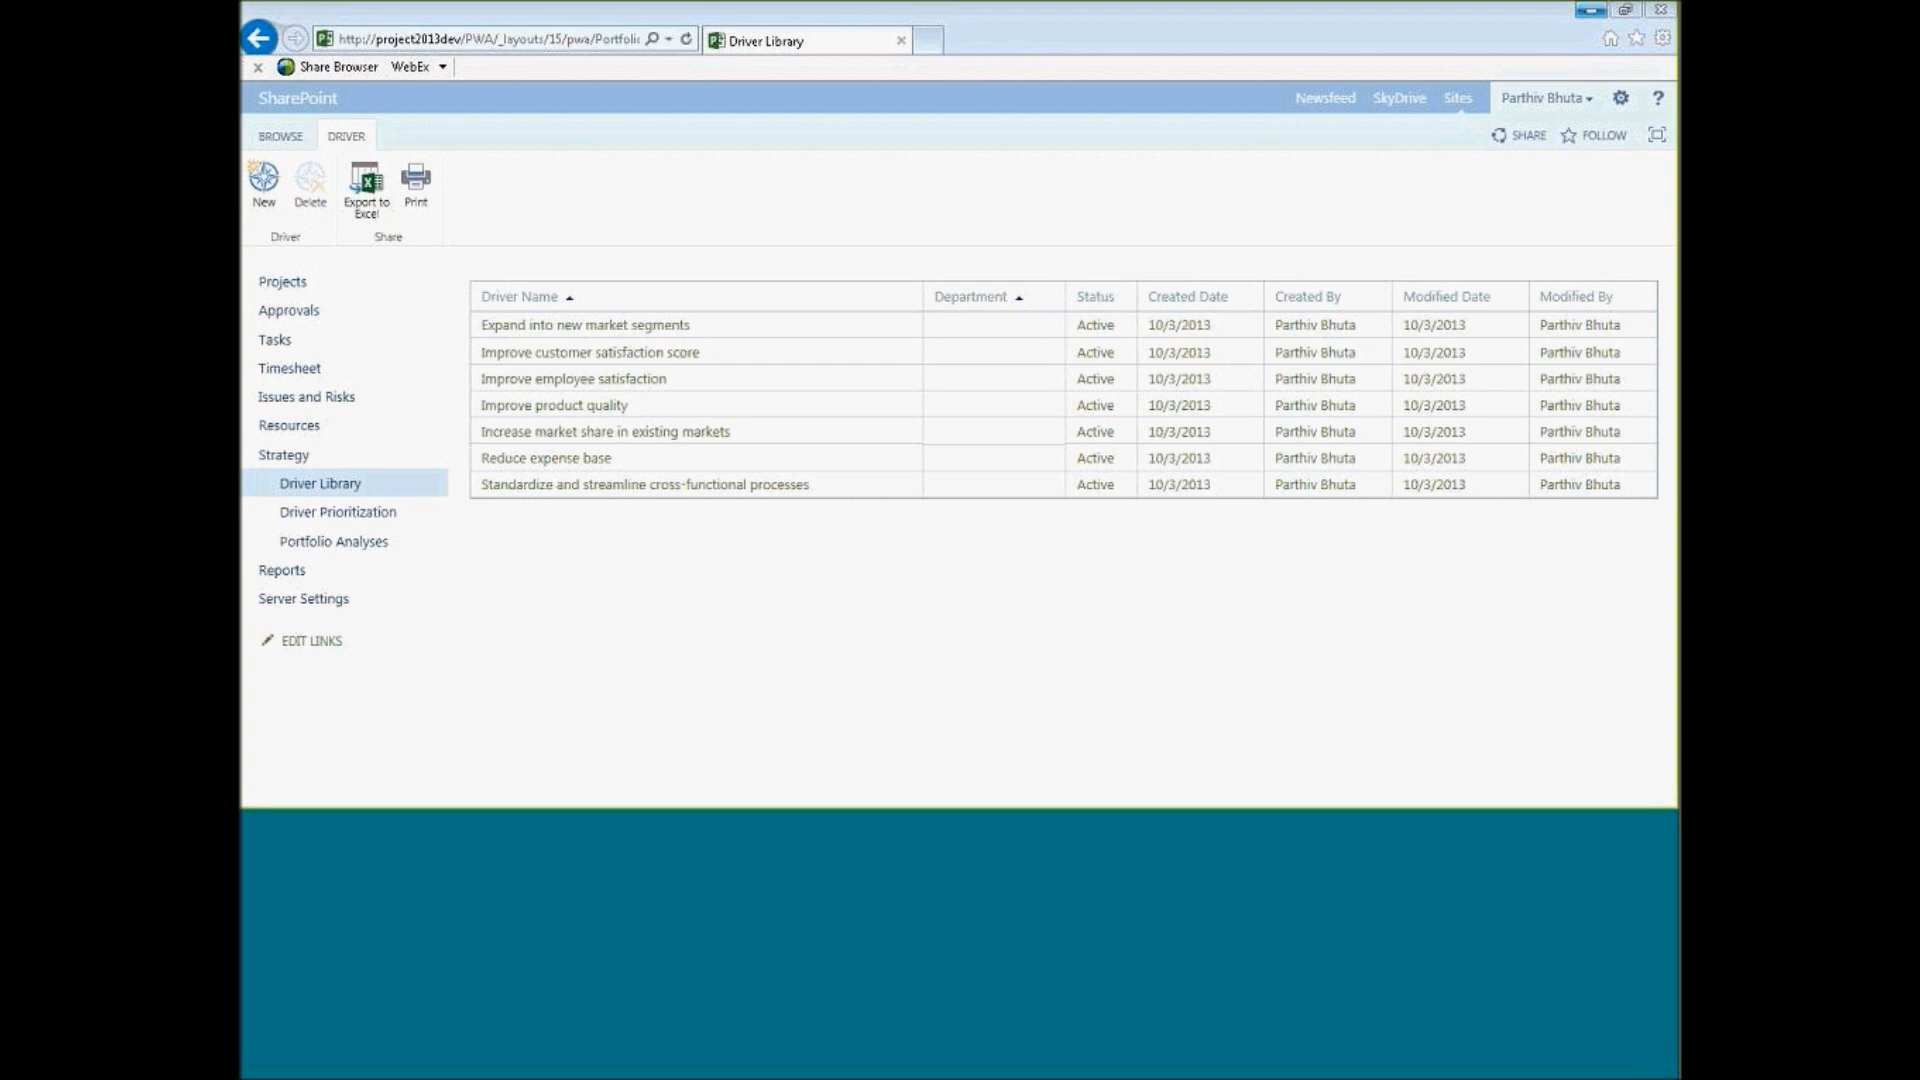 http://project2013dev/PWA/_layouts/15/pwa/Portfoli
Driver Library
Share Browser WebEx
SharePoint
Newsfeed SkyDrive Sites Parthiv Bhuta ?
BROWSE DRIVER
SHARE FOLLOW
New Delete Export to Excel Print
Driver Share
Projects
Approvals
Tasks
Timesheet
Issues and Risks
Resources
Strategy
Driver Library
Driver Prioritization
Portfolio Analyses
Reports
Server Settings
EDIT LINKS
Driver Name Department Status Created Date Created By Modified Date Modified By
Expand into new market segments Active 10/3/2013 Parthiv Bhuta 10/3/2013 Parthiv Bhuta
Improve customer satisfaction score Active 10/3/2013 Parthiv Bhuta 10/3/2013 Parthiv Bhuta
Improve employee satisfaction Active 10/3/2013 Parthiv Bhuta 10/3/2013 Parthiv Bhuta
Improve product quality Active 10/3/2013 Parthiv Bhuta 10/3/2013 Parthiv Bhuta
Increase market share in existing markets Active 10/3/2013 Parthiv Bhuta 10/3/2013 Parthiv Bhuta
Reduce expense base Active 10/3/2013 Parthiv Bhuta 10/3/2013 Parthiv Bhuta
Standardize and streamline cross-functional processes Active 10/3/2013 Parthiv Bhuta 10/3/2013 Parthiv Bhuta